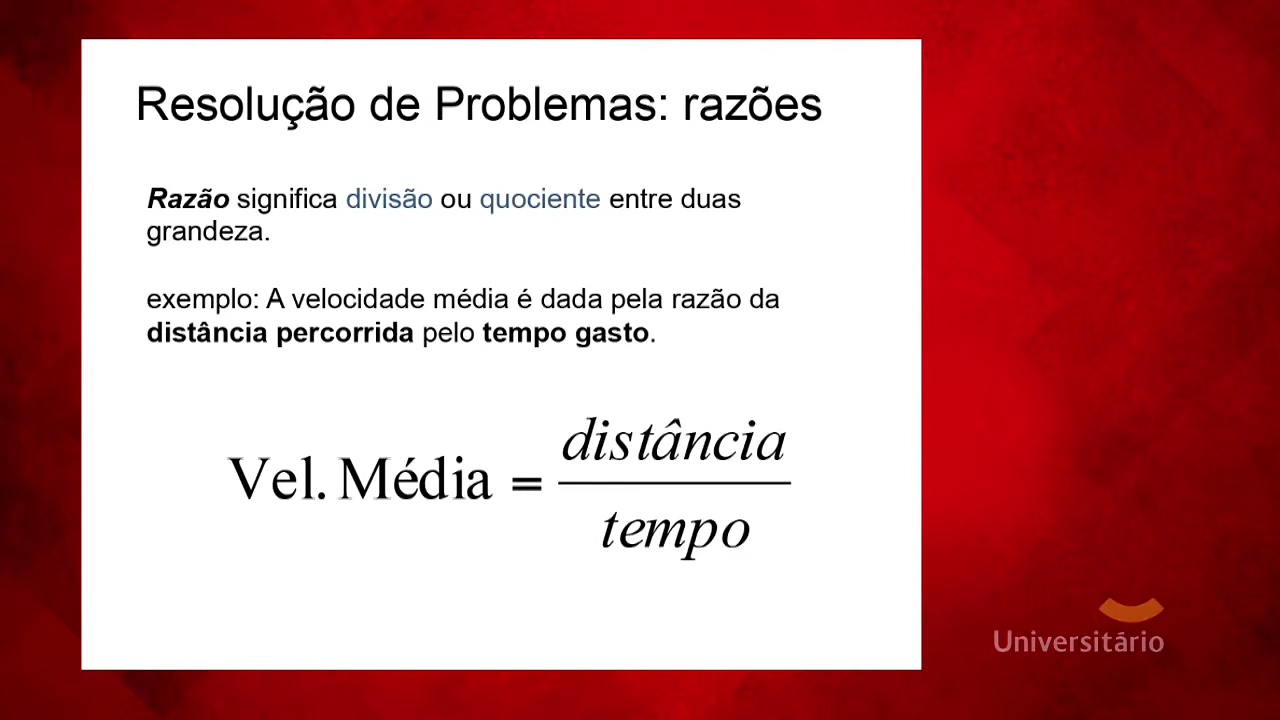 Resolução de Problemas: razões
Razão significa divisão ou quociente entre duas
grandeza.
exemplo: A velocidade média é dada pela razão da
distância percorrida pelo tempo gasto.
Vel. Média = distância
tempo
Universitário